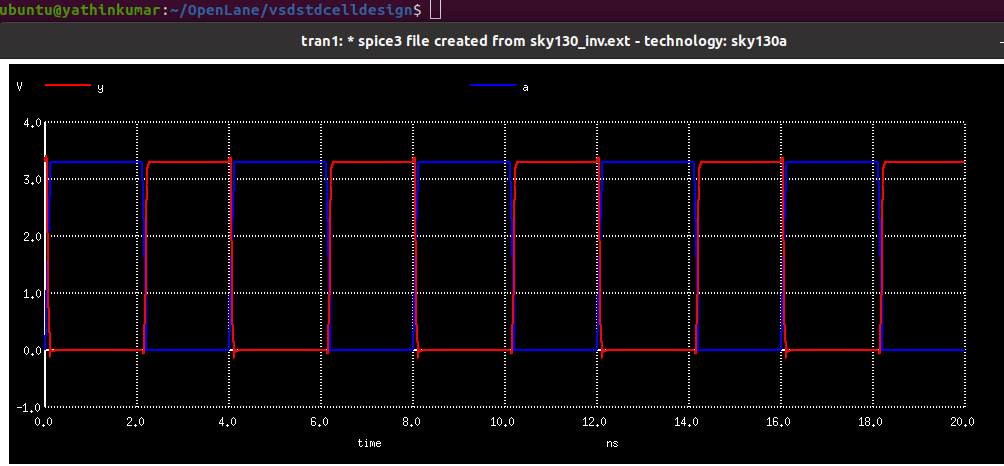 ubuntu@yathinkumar:~/OpenLane/vsdstdcelldesign$
tran1: * spice3 file created from sky130_inv.ext - technology: sky130a
V y a
4.0
3.0
2.0
1.0
0.0
-1.0
0.0 2.0 4.0 6.0 8.0 10.0 12.0 14.0 16.0 18.0 20.0
time ns